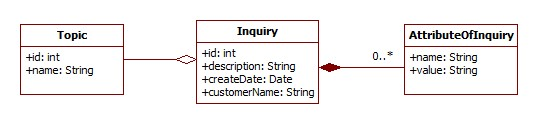 Topic
+id: int
+name: String
Inquiry
+id: int
+description: String
+createDate: Date
+customerName: String
0..*
AttributeOfInquiry
+name: String
+value: String